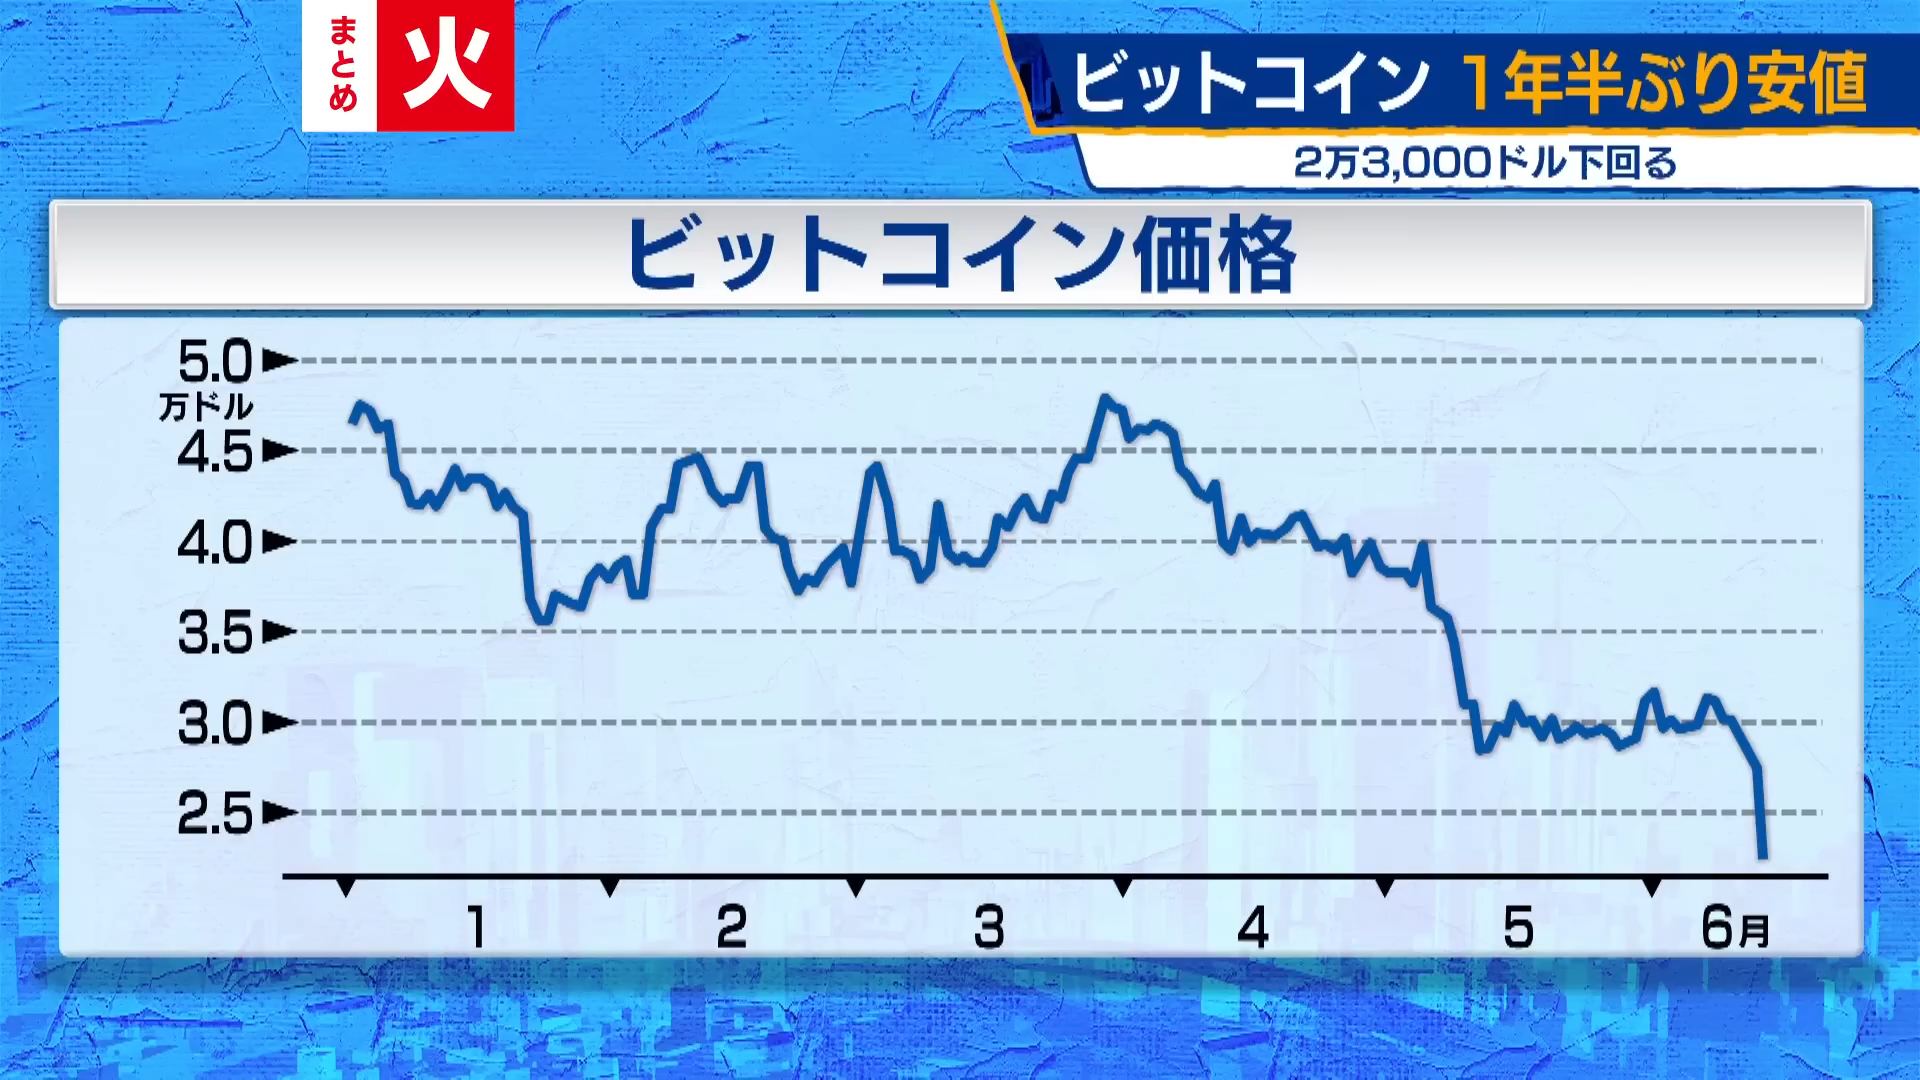 まとめ
火
ビットコイン 1年半ぶり安値
2万3,000ドル下回る
ビットコイン価格
5.0
万ドル
4.5
4.0
3.5
3.0
2.5
1 2 3 4 5 6月